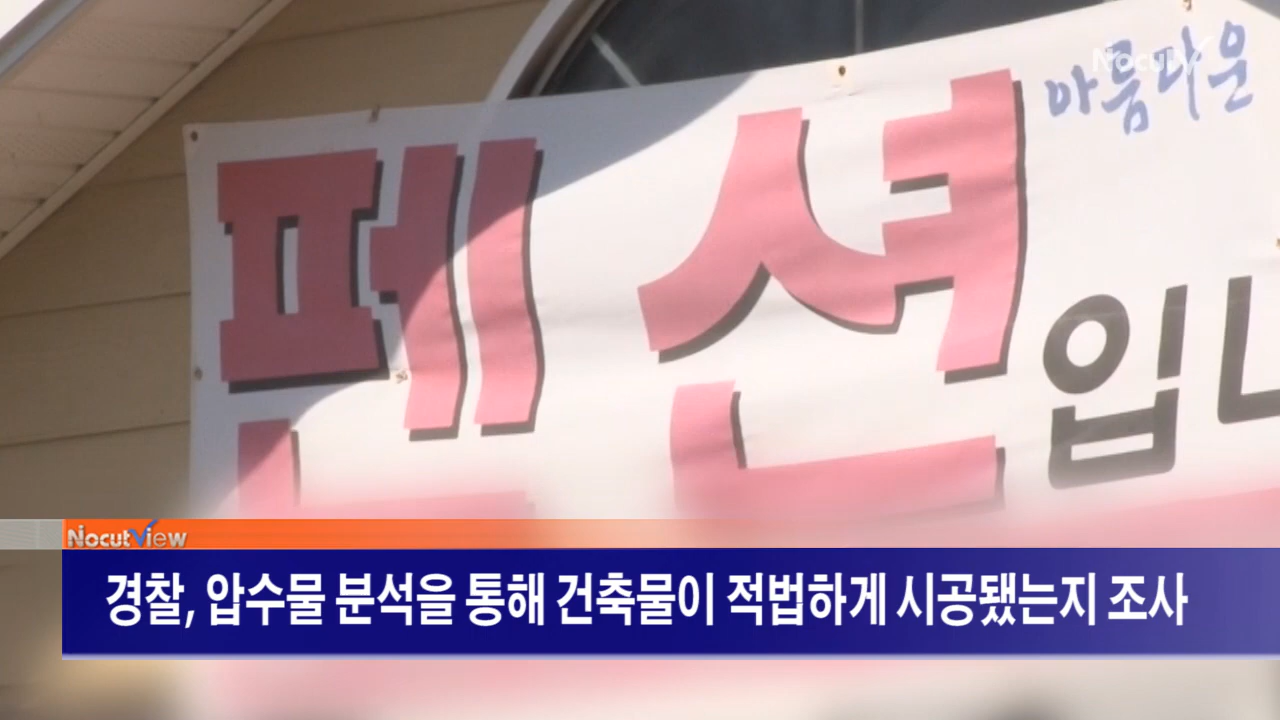 NocutV
아름다운
펜션
입니
NocutView
경찰, 압수물 분석을 통해 건축물이 적법하게 시공됐는지 조사